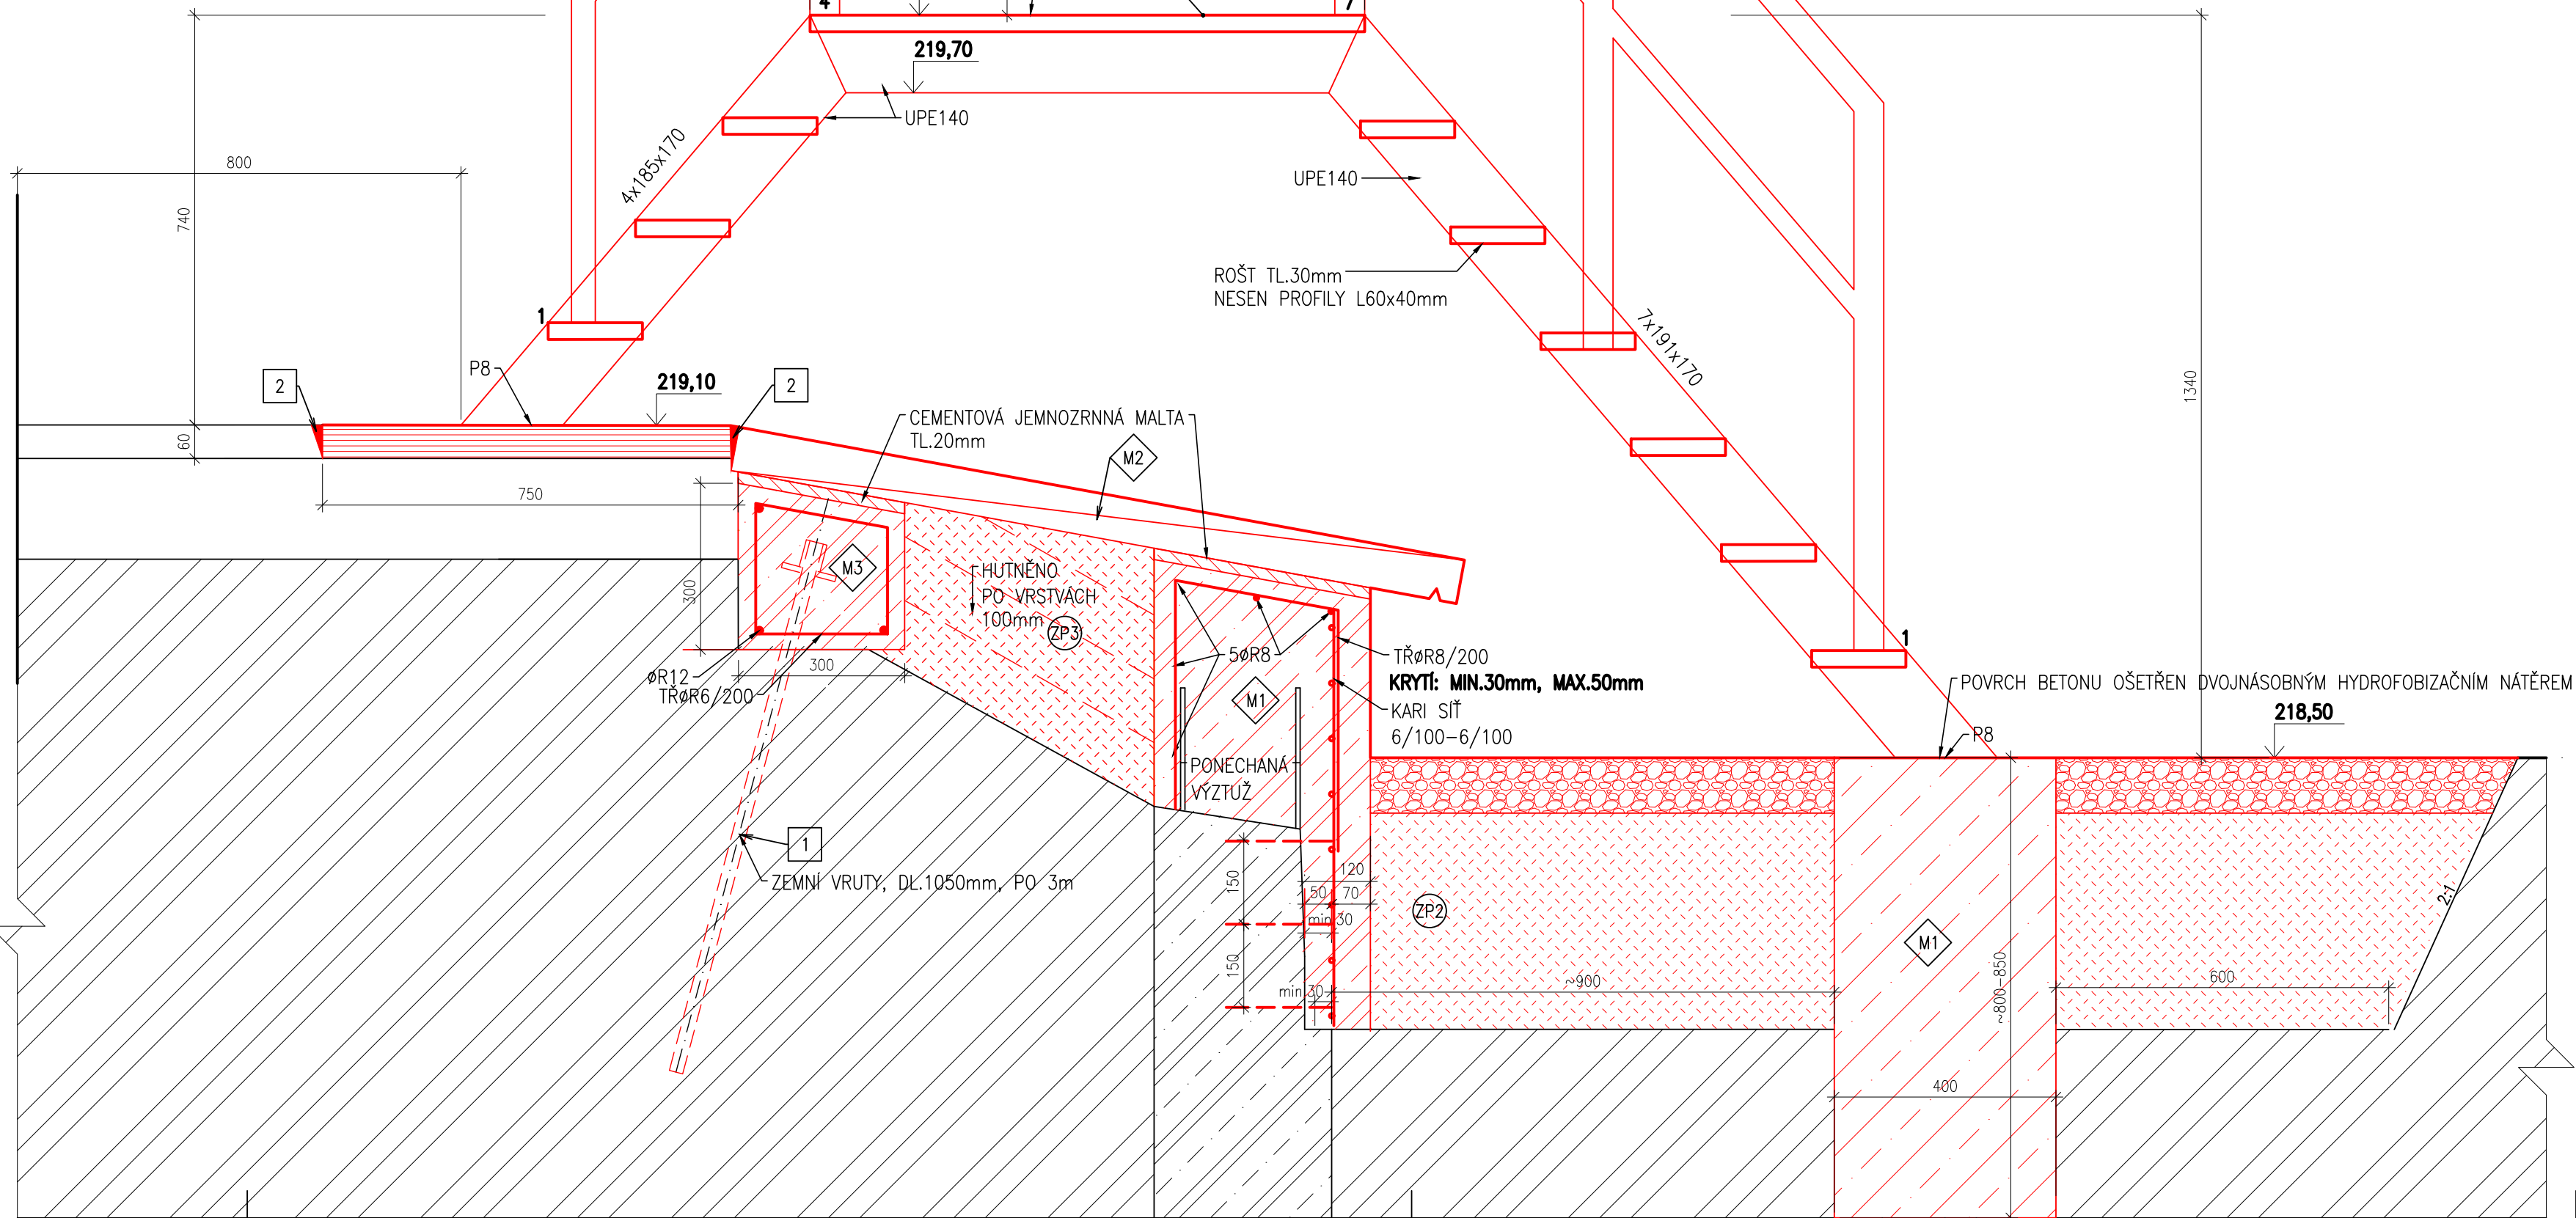 4
7
219,70
UPE140
4x185x170
800
740
UPE140
ROŠT TL.30mm
NESEN PROFILY L60x40mm
7x191x170
1340
1
P8
2
219,10
2
60
CEMENTOVÁ JEMNOZRNNÁ MALTA
TL.20mm
M2
750
300
M3
HUTNĚNO
PO VRSTVÁCH
100mm
ZP3
300
øR12
TŘøR6/200
5øR8
M1
TŘøR8/200
KRYTÍ: MIN.30mm, MAX.50mm
KARI SÍŤ
6/100-6/100
PONECHANÁ
VÝZTUŽ
1
POVRCH BETONU OŠETŘEN DVOJNÁSOBNÝM HYDROFOBIZAČNÍM NÁTĚREM
218,50
P8
1
ZEMNÍ VRUTY, DL.1050mm, PO 3m
150
120
50
70
min.30
ZP2
150
min.30
~900
M1
~800-850
600
2:1
400